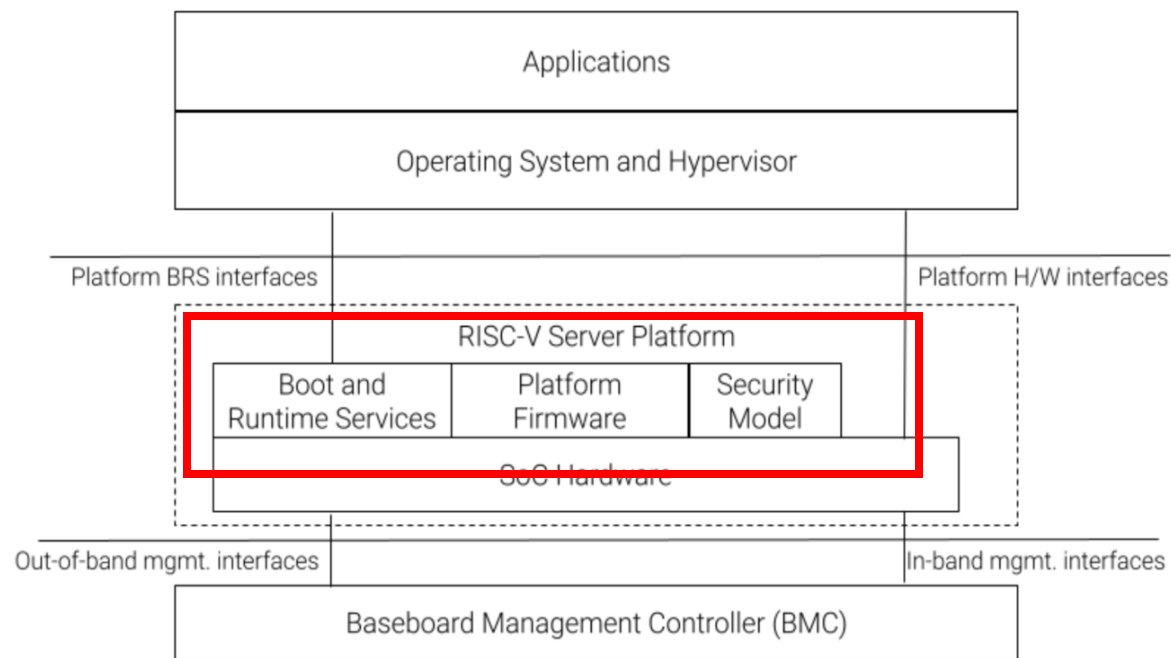 Applications
Operating System and Hypervisor
Platform BRS interfaces
Platform H/W interfaces
RISC-V Server Platform
Boot and
Runtime Services
Platform
Firmware
Security
Model
SoC Hardware
Out-of-band mgmt. interfaces
In-band mgmt. interfaces
Baseboard Management Controller (BMC)